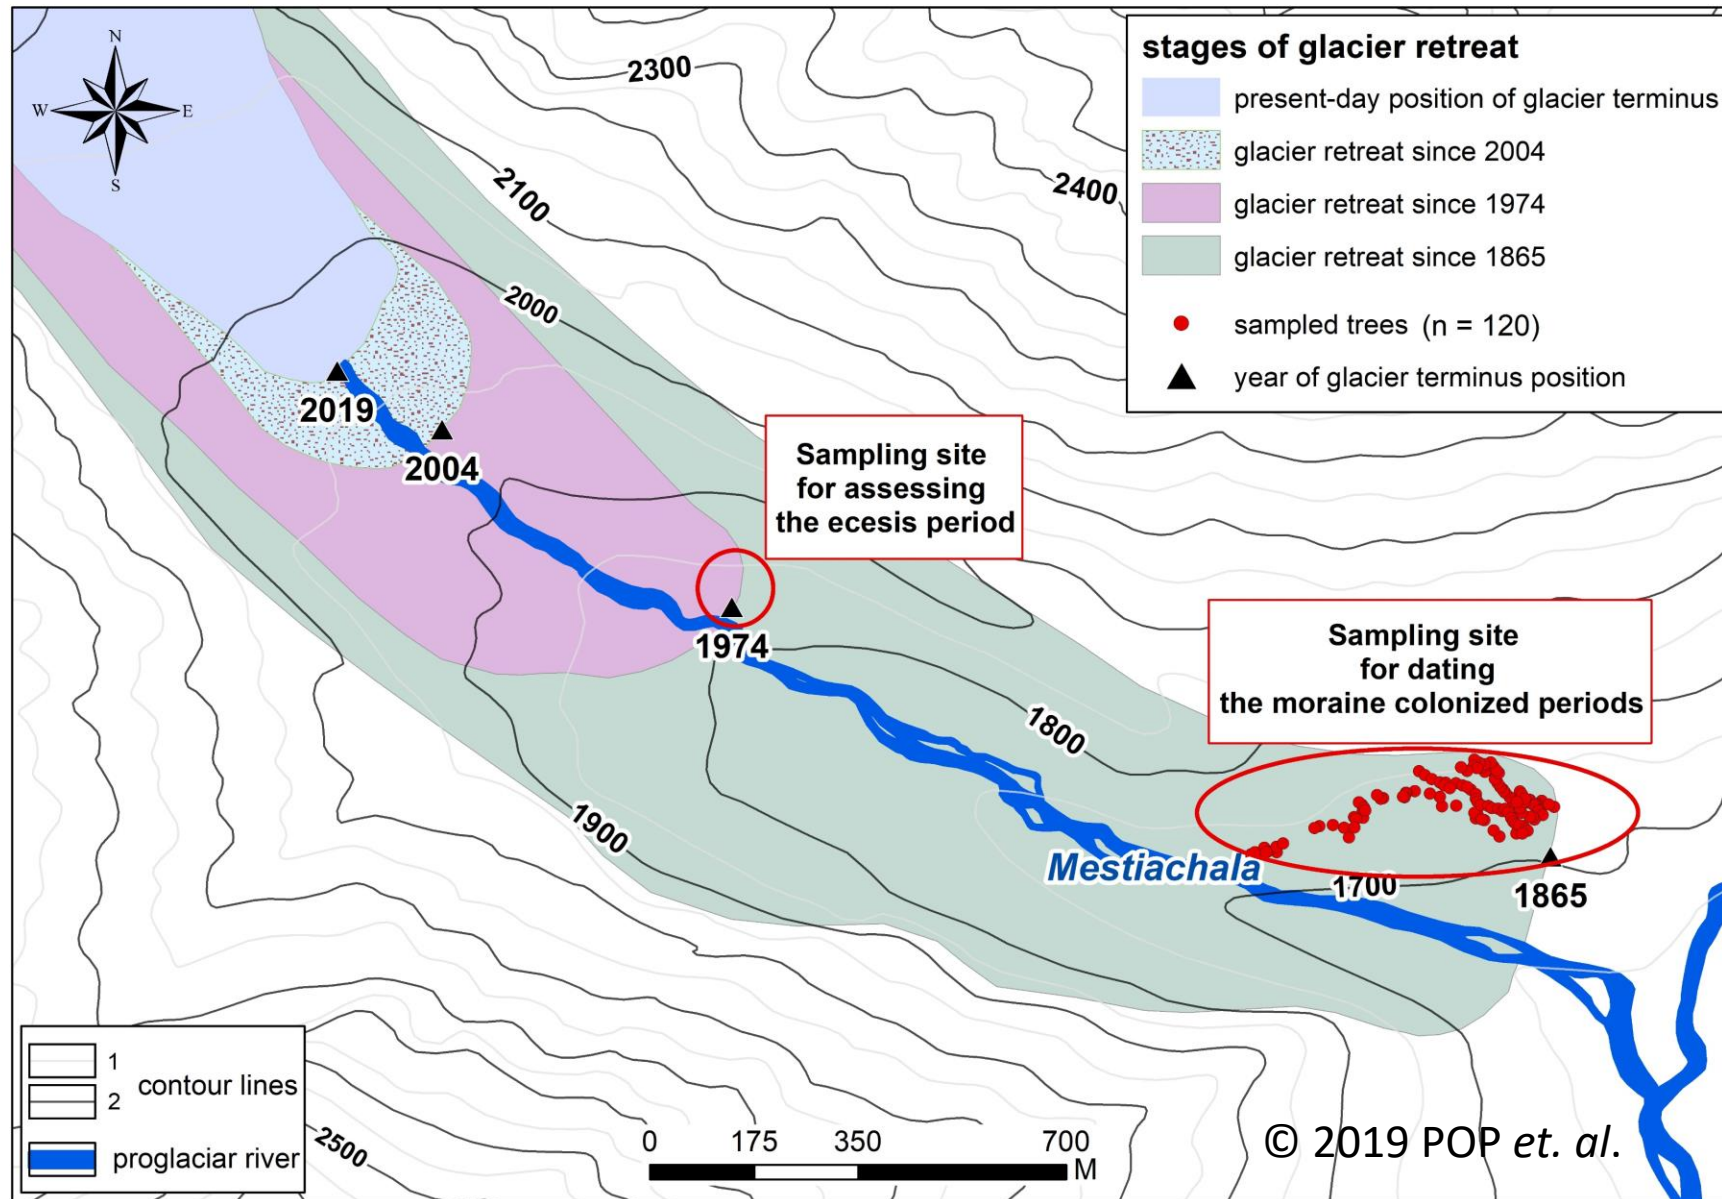 N
W
E
S
2300
2400
2100
2000
stages of glacier retreat
present-day position of glacier terminus
glacier retreat since 2004
glacier retreat since 1974
glacier retreat since 1865
sampled trees (n = 120)
year of glacier terminus position
2019
2004
Sampling site
for assessing
the ecesis period
1974
Sampling site
for dating
the moraine colonized periods
1800
1900
Mestiachala
1700
1865
1
2
contour lines
proglaciar river
2500
0 175 350 700
M
© 2019 POP et. al.